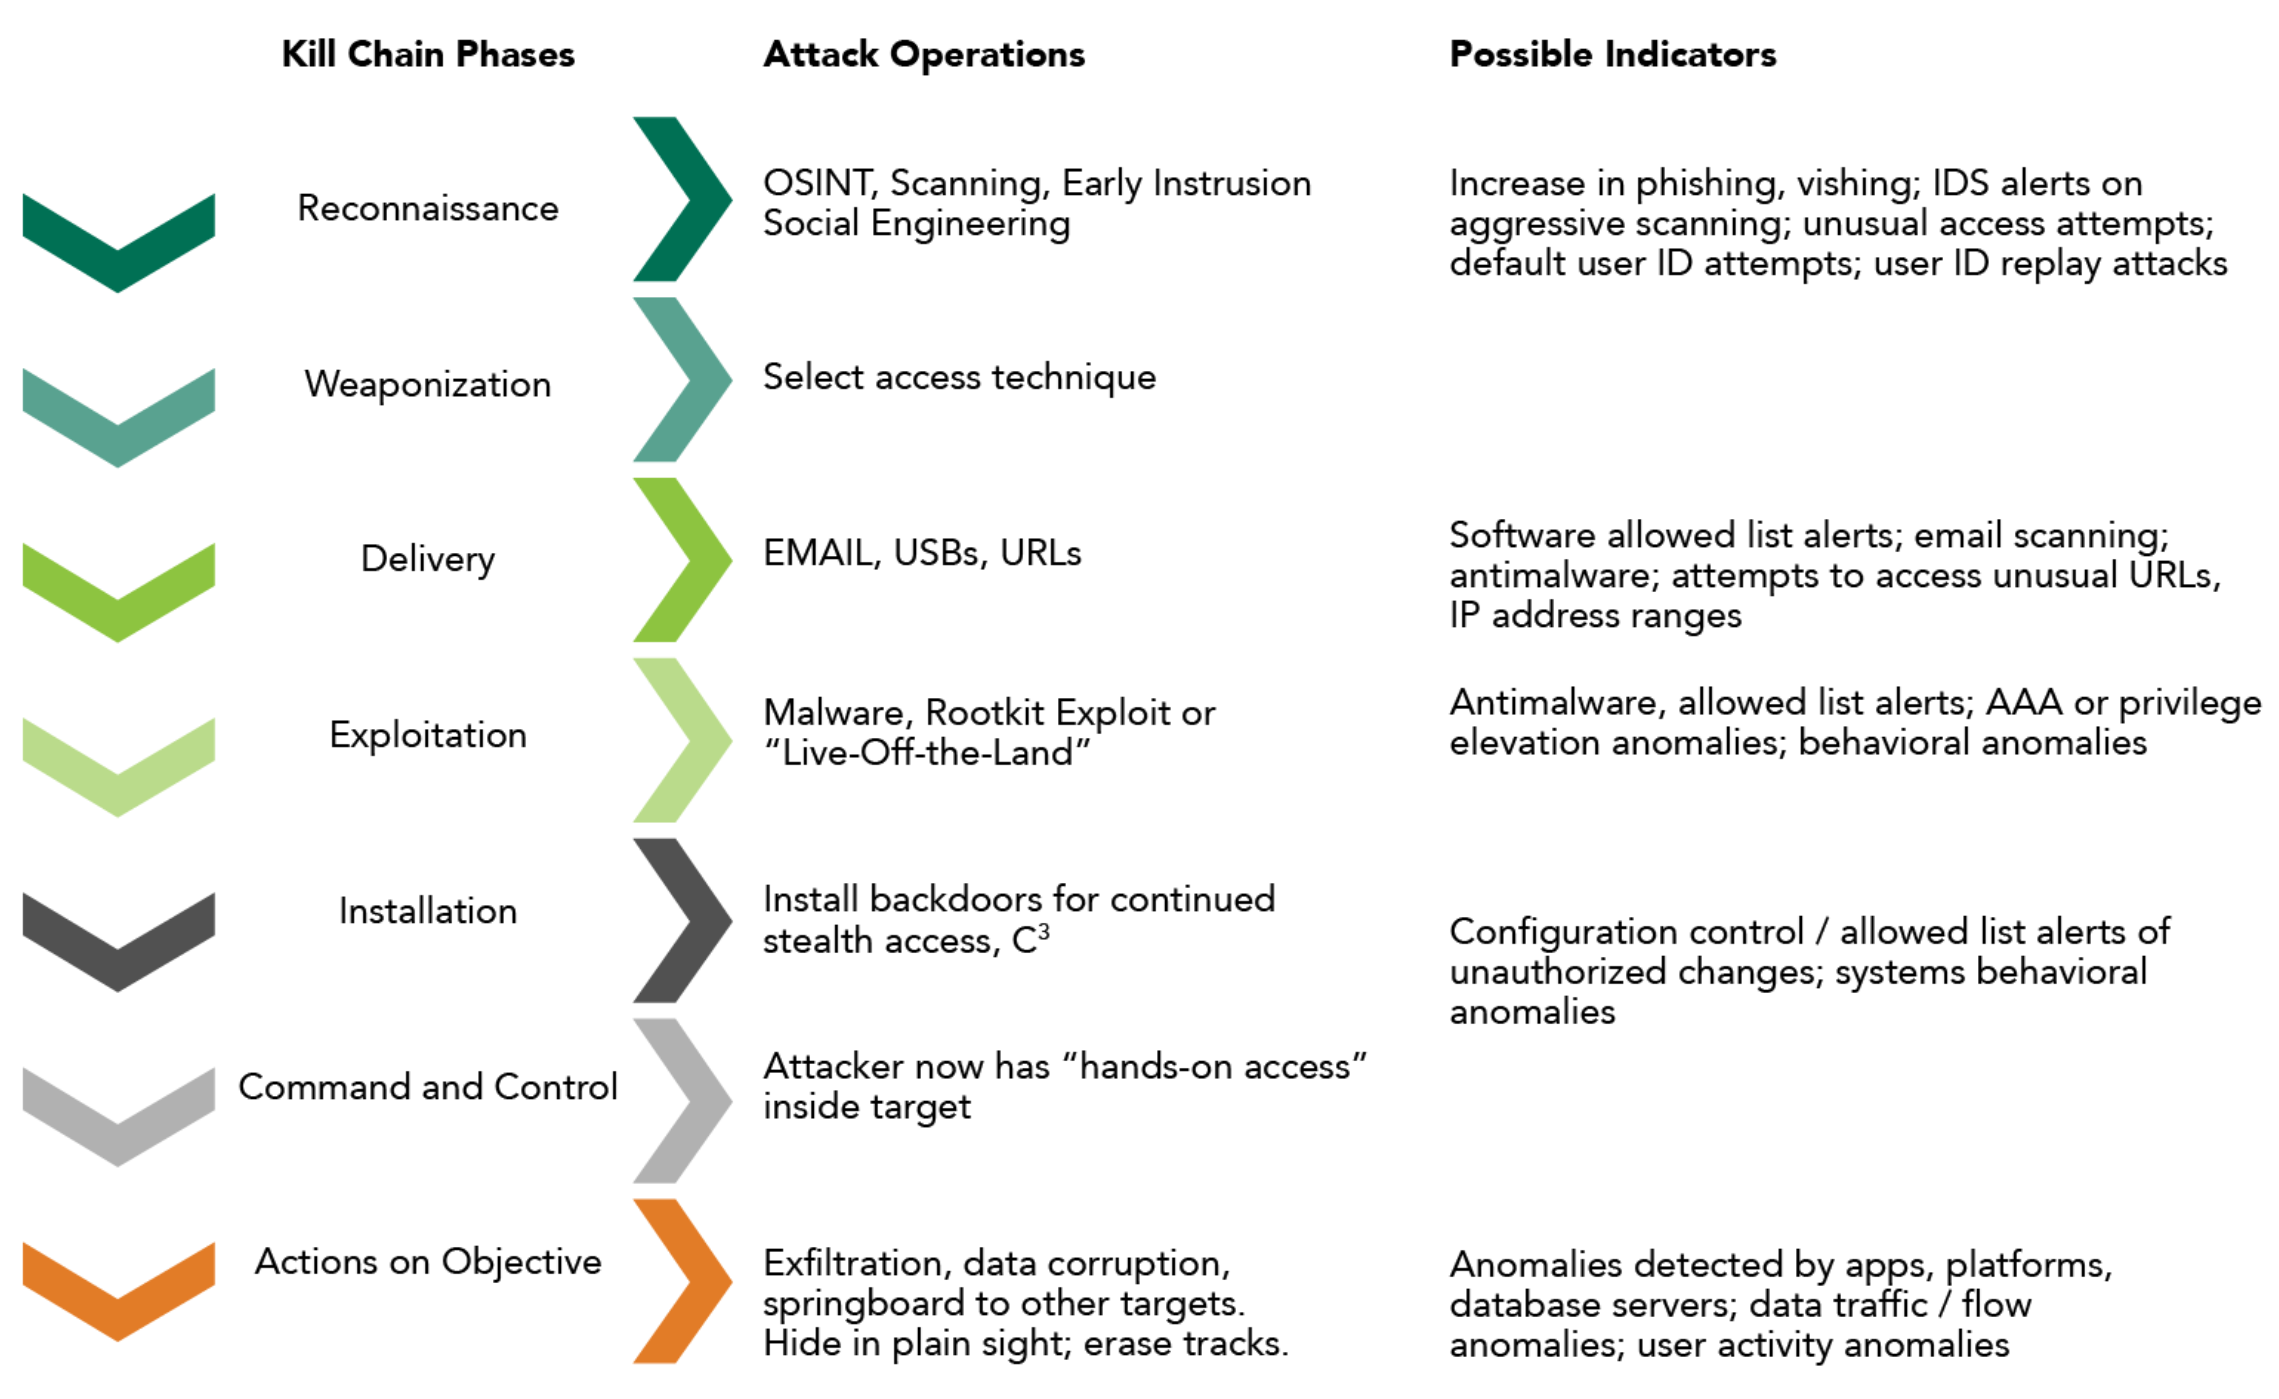 Kill Chain Phases
Attack Operations
Possible Indicators
Reconnaissance
OSINT, Scanning, Early Instrusion
Social Engineering
Increase in phishing, vishing; IDS alerts on
aggressive scanning; unusual access attempts;
default user ID attempts; user ID replay attacks
Weaponization
Select access technique
Delivery
EMAIL, USBs, URLs
Software allowed list alerts; email scanning;
antimalware; attempts to access unusual URLs,
IP address ranges
Exploitation
Malware, Rootkit Exploit or
“Live-Off-the-Land”
Antimalware, allowed list alerts; AAA or privilege
elevation anomalies; behavioral anomalies
Installation
Install backdoors for continued
stealth access, C³
Configuration control / allowed list alerts of
unauthorized changes; systems behavioral
anomalies
Command and Control
Attacker now has “hands-on access”
inside target
Actions on Objective
Exfiltration, data corruption,
springboard to other targets.
Hide in plain sight; erase tracks.
Anomalies detected by apps, platforms,
database servers; data traffic / flow
anomalies; user activity anomalies